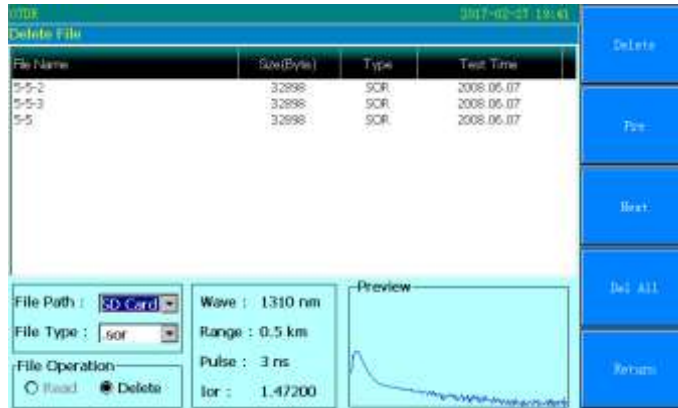 OTDR 2017-02-27 19:41
Delete File
File Name Size(Byte) Type Test Time
5-5-2 32898 SOR 2008.06.07
5-5-3 32898 SOR 2008.06.07
5-5 32898 SOR 2008.06.07
File Path : SD Card
File Type : .sor
File Operation
Read Delete
Wave : 1310 nm
Range : 0.5 km
Pulse : 3 ns
Ior : 1.47200
Preview
Delete
Pre
Next
Del All
Return